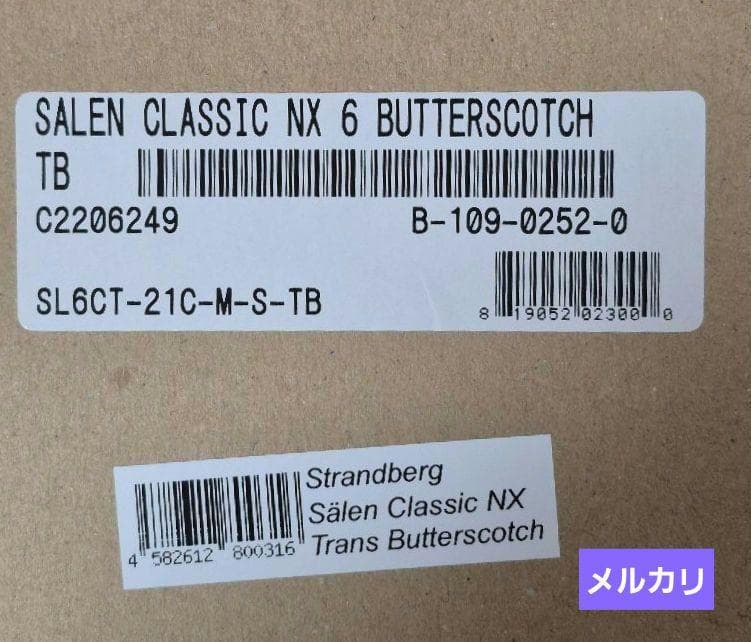 SALEN CLASSIC NX 6 BUTTERSCOTCH
TB
C2206249 B-109-0252-0
SL6CT-21C-M-S-TB
8 19052 02300 0
Strandberg
Sälen Classic NX
Trans Butterscotch
4 582612 800316
メルカリ